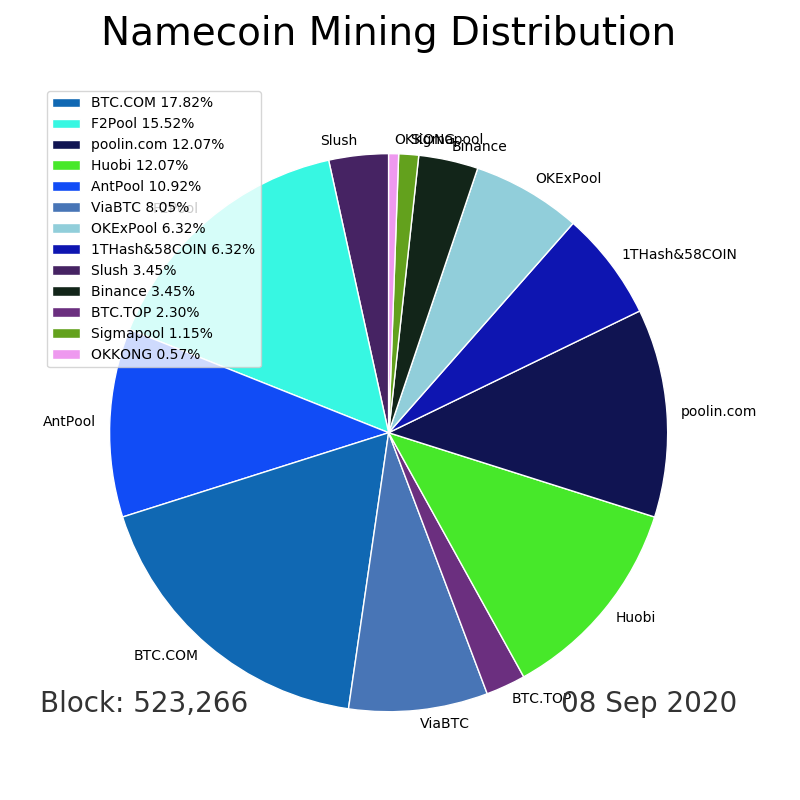 Namecoin Mining Distribution
BTC.COM 17.82%
F2Pool 15.52%
poolin.com 12.07%
Huobi 12.07%
AntPool 10.92%
ViaBTC 8.05%
OKExPool 6.32%
1THash&58COIN 6.32%
Slush 3.45%
Binance 3.45%
BTC.TOP 2.30%
Sigmapool 1.15%
OKKONG 0.57%
Slush
OKKONG
Sigmapool
Binance
OKExPool
F2Pool
1THash&58COIN
poolin.com
AntPool
Huobi
BTC.COM
BTC.TOP
ViaBTC
Block: 523,266
08 Sep 2020